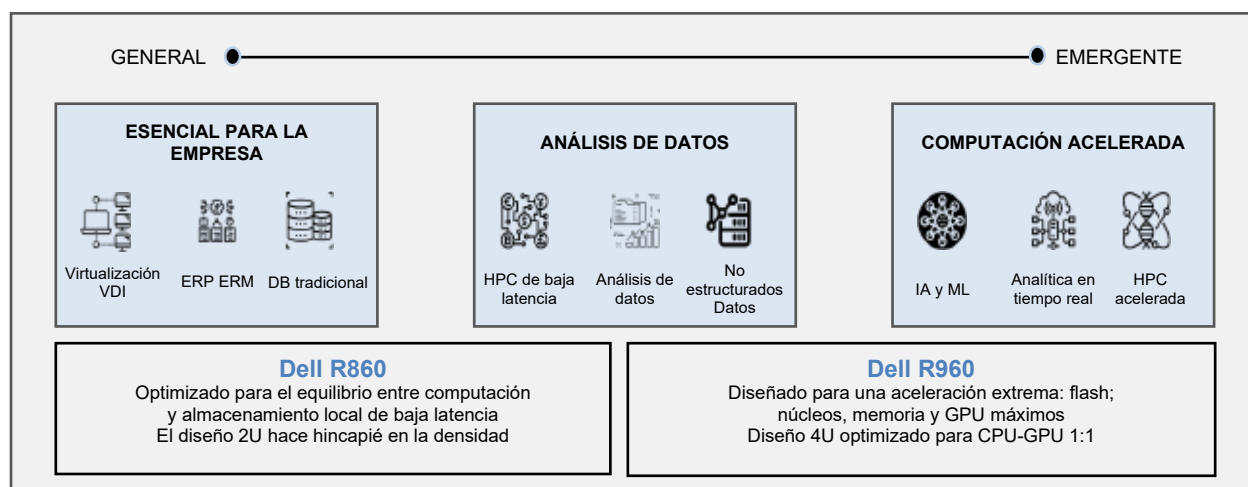 GENERAL
EMERGENTE
ESENCIAL PARA LA
EMPRESA
Virtualización
VDI
ERP ERM
DB tradicional
ANÁLISIS DE DATOS
HPC de baja
latencia
Análisis de
datos
No
estructurados
Datos
COMPUTACIÓN ACELERADA
IA y ML
Analítica en
tiempo real
HPC
acelerada
Dell R860
Optimizado para el equilibrio entre computación
y almacenamiento local de baja latencia
El diseño 2U hace hincapié en la densidad
Dell R960
Diseñado para una aceleración extrema: flash;
núcleos, memoria y GPU máximos
Diseño 4U optimizado para CPU-GPU 1:1